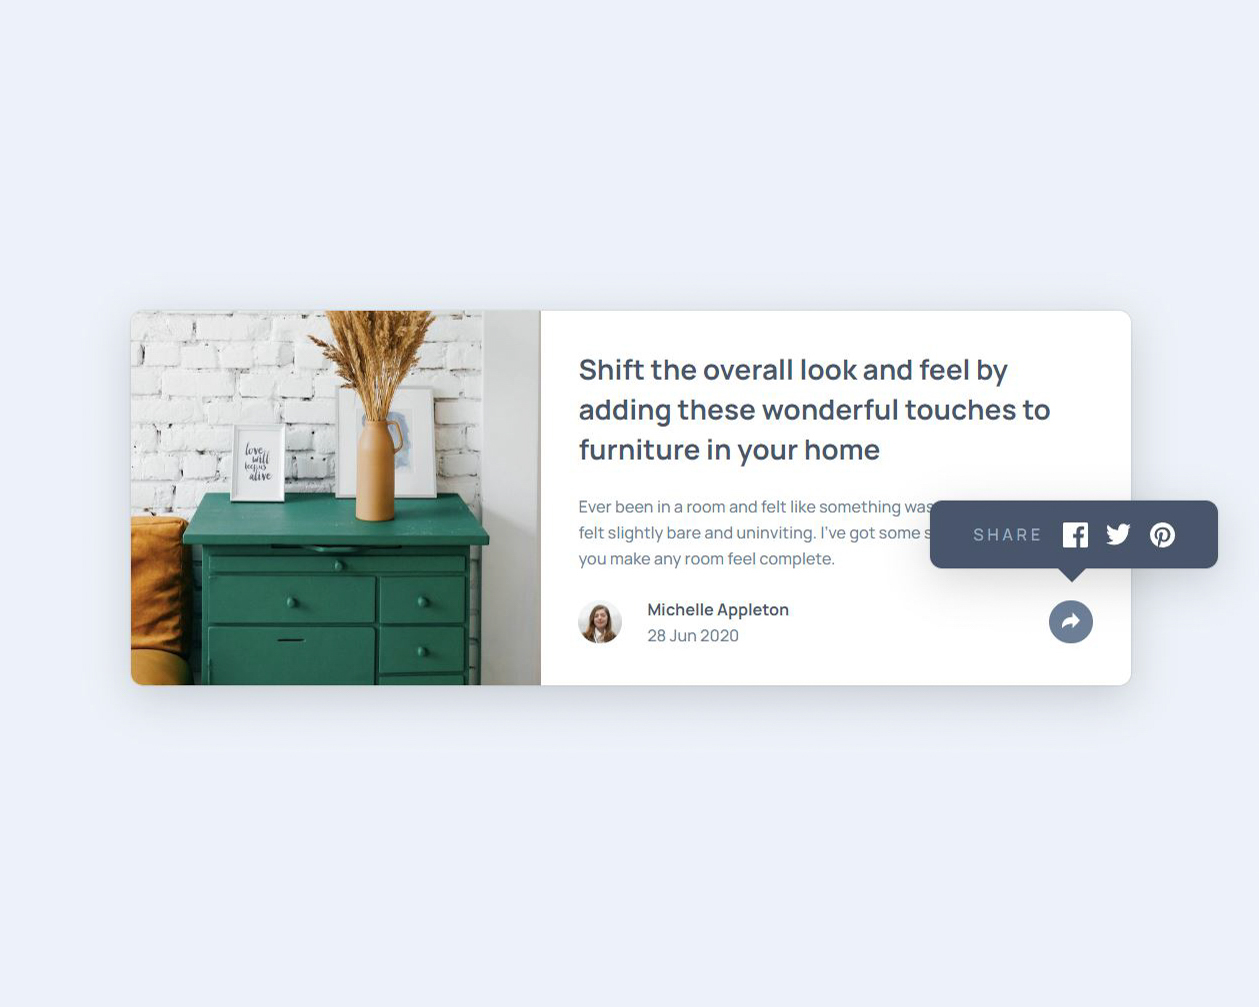 Shift the overall look and feel by
adding these wonderful touches to
furniture in your home
Ever been in a room and felt like something was
felt slightly bare and uninviting. I've got some
you make any room feel complete.
SHARE
Michelle Appleton
28 Jun 2020
love
will
keep us
alive